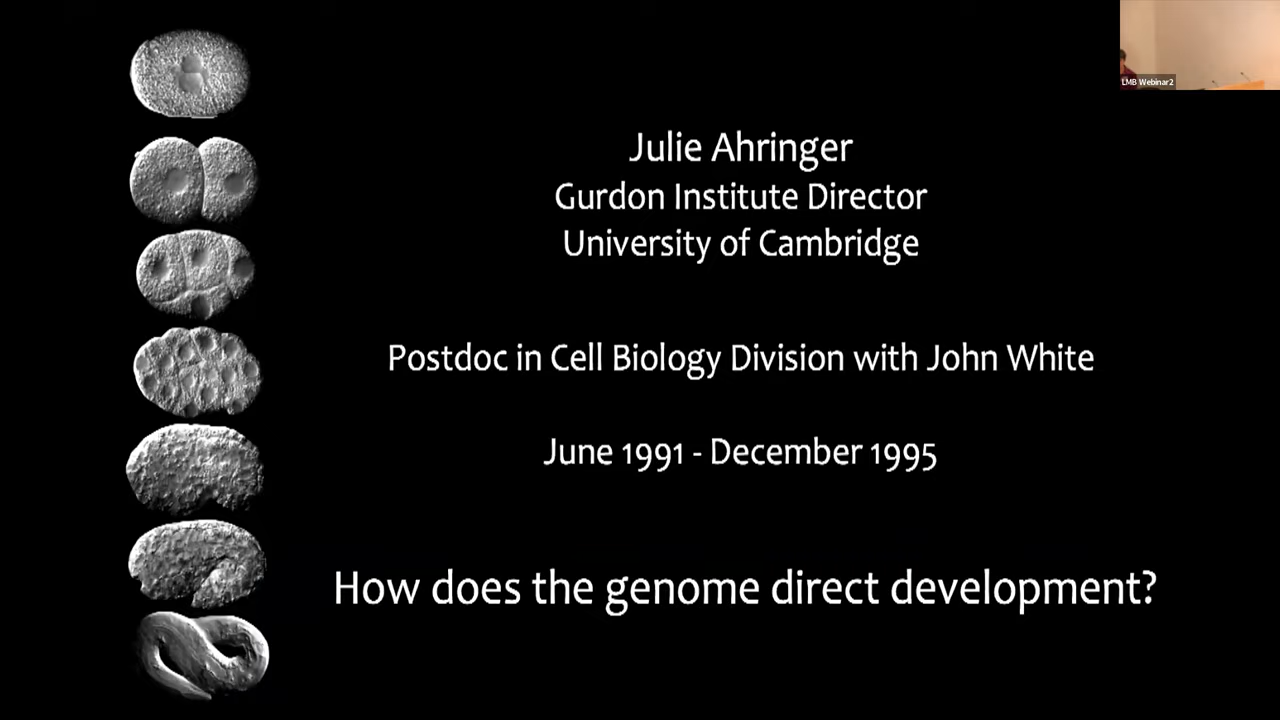 LMB Webinar2
Julie Ahringer
Gurdon Institute Director
University of Cambridge
Postdoc in Cell Biology Division with John White
June 1991 - December 1995
How does the genome direct development?